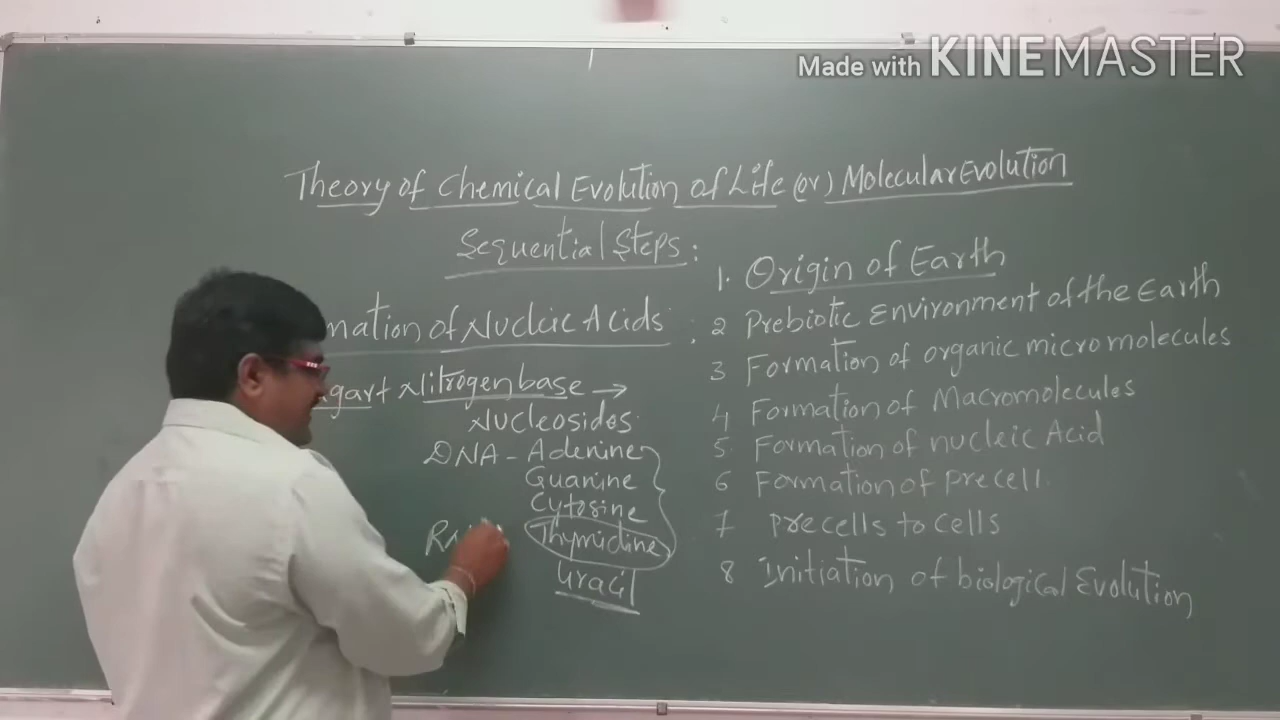 Made with KINEMASTER
Theory of Chemical Evolution of Life (or) Molecular Evolution
Sequential Steps:
mation of Nucleic Acids :
gar + Nitrogen base →
Nucleosides
DNA - Adenine
Guanine
Cytosine
Thymidine
Uracil
1. Origin of Earth
2 Prebiotic Environment of the Earth
3 Formation of organic micromolecules
4 Formation of Macromolecules
5 Formation of nucleic Acid
6 Formation of precell
7 precells to cells
8 Initiation of biological Evolution